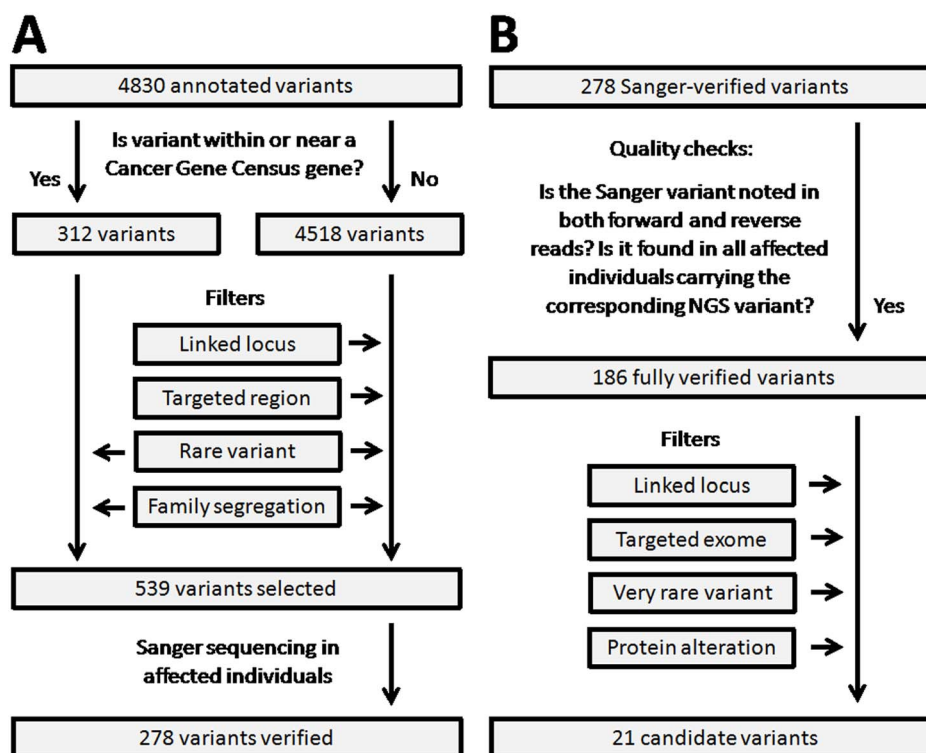 A
4830 annotated variants
Is variant within or near a
Cancer Gene Census gene?
Yes
No
312 variants
4518 variants
Filters
Linked locus
Targeted region
Rare variant
Family segregation
539 variants selected
Sanger sequencing in
affected individuals
278 variants verified
B
278 Sanger-verified variants
Quality checks:
Is the Sanger variant noted in
both forward and reverse
reads? Is it found in all affected
individuals carrying the
corresponding NGS variant?
Yes
186 fully verified variants
Filters
Linked locus
Targeted exome
Very rare variant
Protein alteration
21 candidate variants